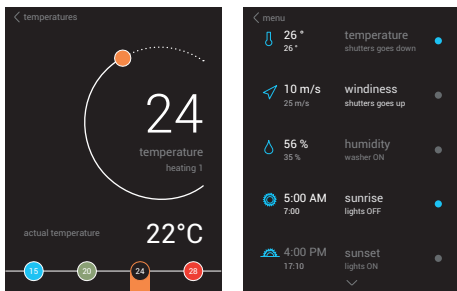 temperatures
24
temperature
heating 1
actual temperature 22°C
15 20 24 28
menu
26 ° temperature
26 ° shutters goes down
10 m/s windiness
25 m/s shutters goes up
56 % humidity
35 % washer ON
5:00 AM sunrise
7:00 lights OFF
4:00 PM sunset
17:10 lights ON